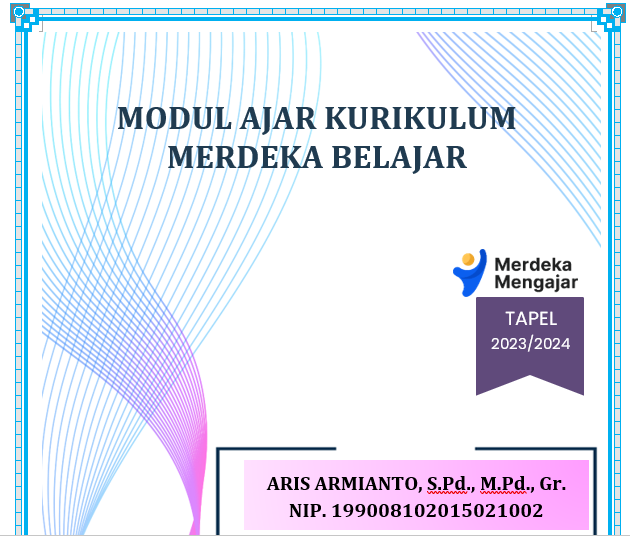 MODUL AJAR KURIKULUM
MERDEKA BELAJAR
Merdeka
Mengajar
TAPEL
2023/2024
ARIS ARMIANTO, S.Pd., M.Pd., Gr.
NIP. 199008102015021002